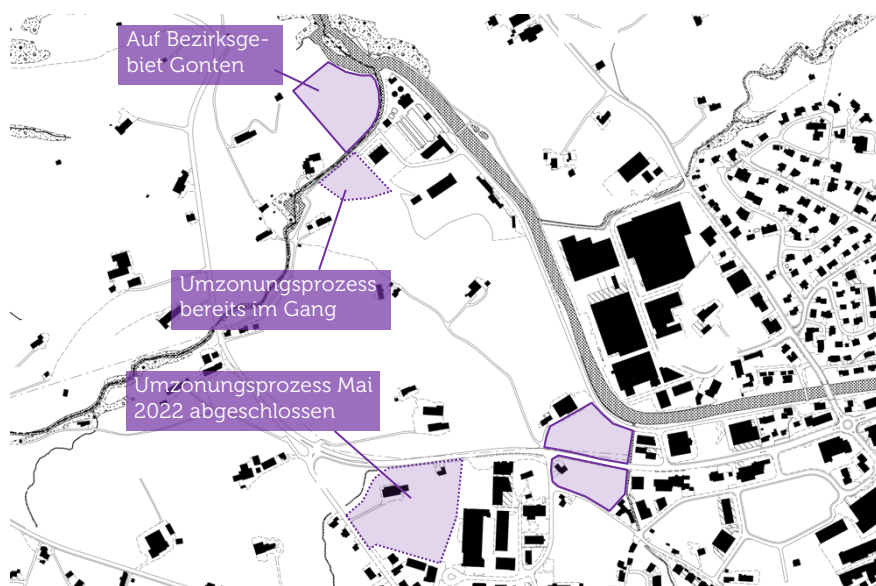 Auf Bezirksge-
biet Gonten
Umzonungsprozess
bereits im Gang
Umzonungsprozess Mai
2022 abgeschlossen